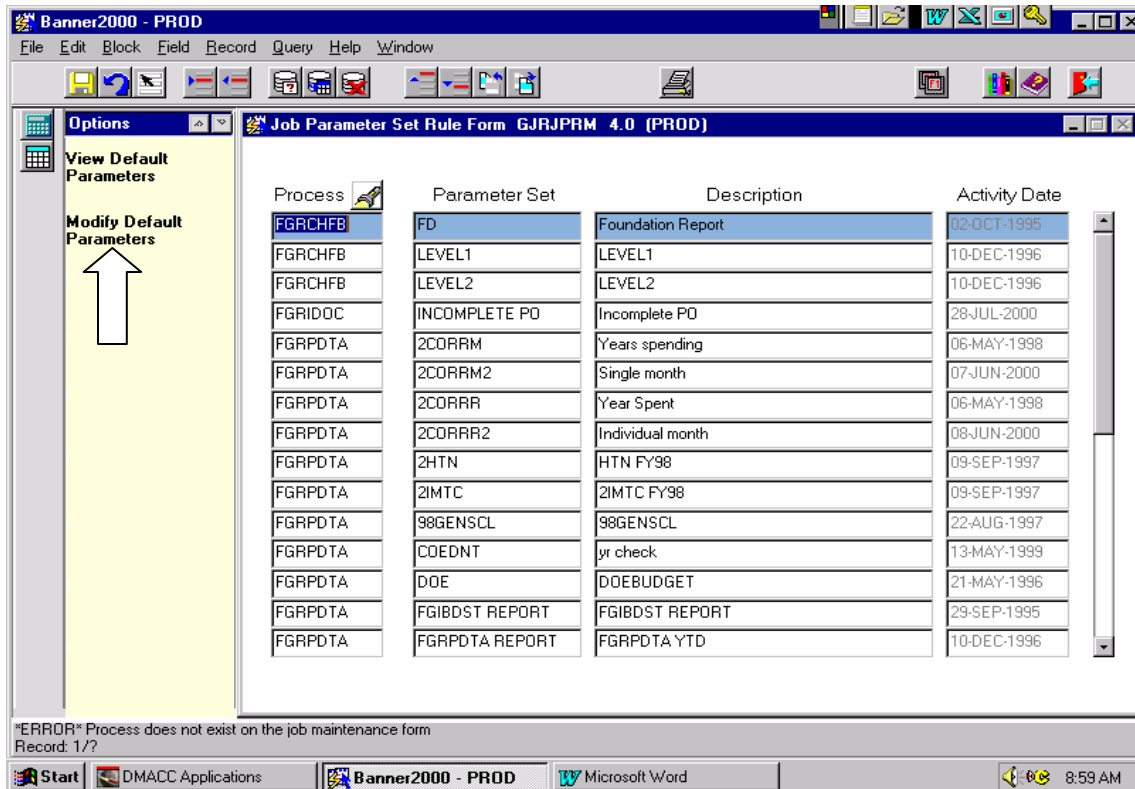 Banner2000 - PROD
File Edit Block Field Record Query Help Window
Options
View Default
Parameters
Modify Default
Parameters
Job Parameter Set Rule Form GJRJPRM 4.0 (PROD)
Process Parameter Set Description Activity Date
FGRCHFB FD Foundation Report 02-OCT-1995
FGRCHFB LEVEL1 LEVEL1 10-DEC-1996
FGRCHFB LEVEL2 LEVEL2 10-DEC-1996
FGRIDOC INCOMPLETE PO Incomplete PO 28-JUL-2000
FGRPDTA 2CORRM Years spending 06-MAY-1998
FGRPDTA 2CORRM2 Single month 07-JUN-2000
FGRPDTA 2CORRR Year Spent 06-MAY-1998
FGRPDTA 2CORRR2 Individual month 08-JUN-2000
FGRPDTA 2HTN HTN FY98 09-SEP-1997
FGRPDTA 2IMTC 2IMTC FY98 09-SEP-1997
FGRPDTA 98GENSCL 98GENSCL 22-AUG-1997
FGRPDTA COEDNT yr check 13-MAY-1999
FGRPDTA DOE DOEBUDGET 21-MAY-1996
FGRPDTA FGIBDST REPORT FGIBDST REPORT 29-SEP-1995
FGRPDTA FGRPDTA REPORT FGRPDTA YTD 10-DEC-1996
*ERROR* Process does not exist on the job maintenance form
Record: 1/?
Start DMACC Applications Banner2000 - PROD Microsoft Word 8:59 AM